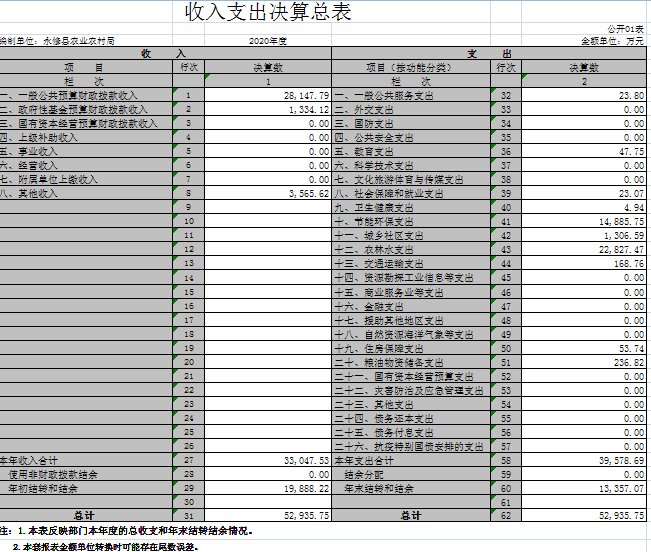 收入支出决算总表
公开01表
编制单位：永修县农业农村局 2020年度 金额单位：万元
收 入 支 出
项 目 行次 决算数 项目（按功能分类） 行次 决算数
栏 次 1 栏 次 2
一、一般公共预算财政拨款收入 1 28,147.79 一、一般公共服务支出 32 23.80
二、政府性基金预算财政拨款收入 2 1,334.12 二、外交支出 33 0.00
三、国有资本经营预算财政拨款收入 3 0.00 三、国防支出 34 0.00
四、上级补助收入 4 0.00 四、公共安全支出 35 0.00
五、事业收入 5 0.00 五、教育支出 36 47.75
六、经营收入 6 0.00 六、科学技术支出 37 0.00
七、附属单位上缴收入 7 0.00 七、文化旅游体育与传媒支出 38 0.00
八、其他收入 8 3,565.62 八、社会保障和就业支出 39 23.07
9 九、卫生健康支出 40 4.94
10 十、节能环保支出 41 14,885.75
11 十一、城乡社区支出 42 1,306.59
12 十二、农林水支出 43 22,827.47
13 十三、交通运输支出 44 168.76
14 十四、资源勘探工业信息等支出 45 0.00
15 十五、商业服务业等支出 46 0.00
16 十六、金融支出 47 0.00
17 十七、援助其他地区支出 48 0.00
18 十八、自然资源海洋气象等支出 49 0.00
19 十九、住房保障支出 50 53.74
20 二十、粮油物资储备支出 51 236.82
21 二十一、国有资本经营预算支出 52 0.00
22 二十二、灾害防治及应急管理支出 53 0.00
23 二十三、其他支出 54 0.00
24 二十四、债务还本支出 55 0.00
25 二十五、债务付息支出 56 0.00
26 二十六、抗疫特别国债安排的支出 57 0.00
本年收入合计 27 33,047.53 本年支出合计 58 39,578.69
使用非财政拨款结余 28 0.00 结余分配 59 0.00
年初结转和结余 29 19,888.22 年末结转和结余 60 13,357.07
30 61
总计 31 52,935.75 总计 62 52,935.75
注：1.本表反映部门本年度的总收支和年末结转结余情况。
2.本套报表金额单位转换时可能存在尾数误差。